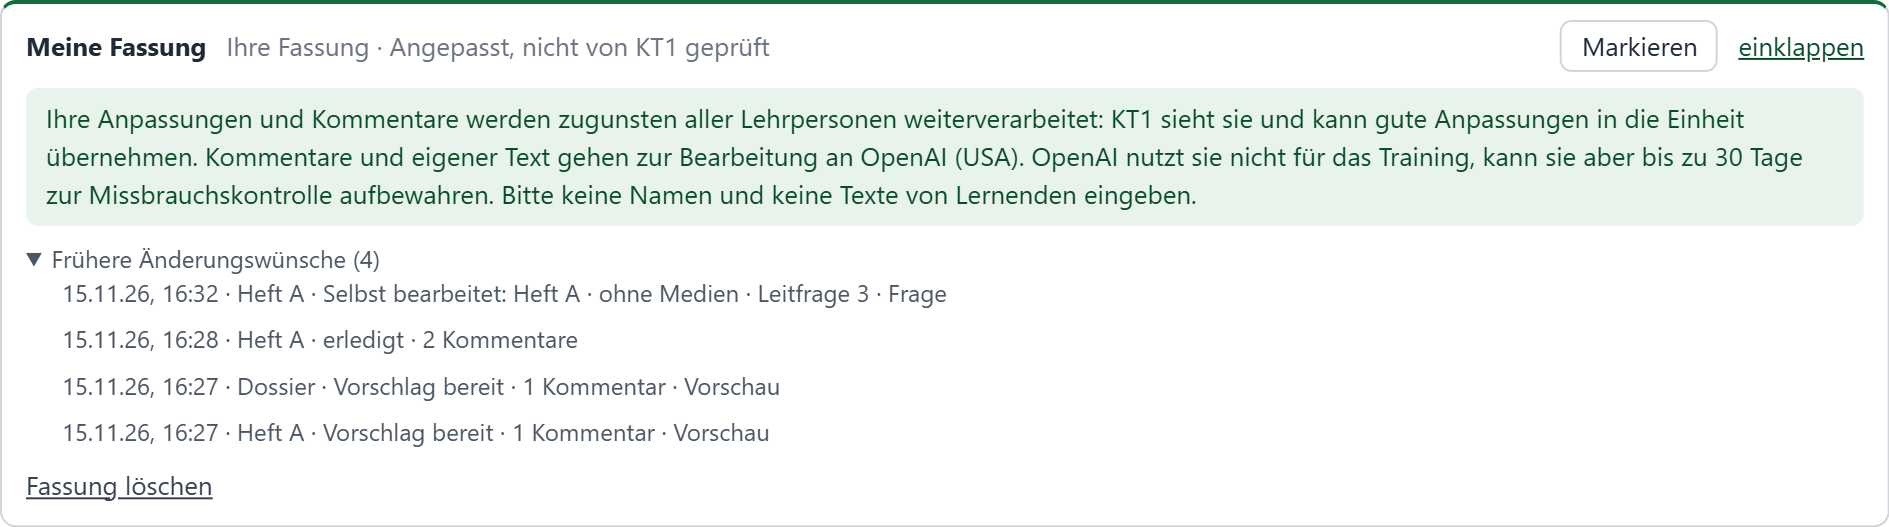 Meine Fassung Ihre Fassung · Angepasst, nicht von KT1 geprüft Markieren einklappen
Ihre Anpassungen und Kommentare werden zugunsten aller Lehrpersonen weiterverarbeitet: KT1 sieht sie und kann gute Anpassungen in die Einheit
übernehmen. Kommentare und eigener Text gehen zur Bearbeitung an OpenAI (USA). OpenAI nutzt sie nicht für das Training, kann sie aber bis zu 30 Tage
zur Missbrauchskontrolle aufbewahren. Bitte keine Namen und keine Texte von Lernenden eingeben.
▼ Frühere Änderungswünsche (4)
15.11.26, 16:32 · Heft A · Selbst bearbeitet: Heft A · ohne Medien · Leitfrage 3 · Frage
15.11.26, 16:28 · Heft A · erledigt · 2 Kommentare
15.11.26, 16:27 · Dossier · Vorschlag bereit · 1 Kommentar · Vorschau
15.11.26, 16:27 · Heft A · Vorschlag bereit · 1 Kommentar · Vorschau
Fassung löschen